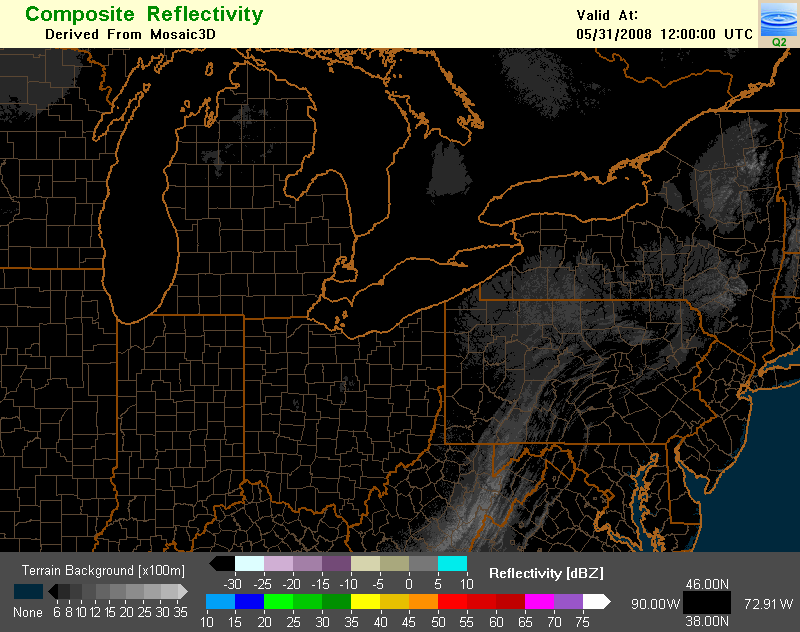 Composite Reflectivity
Derived From Mosaic3D
Valid At:
05/31/2008 12:00:00 UTC
Q2
Terrain Background [x100m]
None 6 8 10 12 15 20 25 30 35
-30 -25 -20 -15 -10 -5 0 5 10
Reflectivity [dBZ]
10 15 20 25 30 35 40 45 50 55 60 65 70 75
46.00N
90.00W 72.91W
38.00N